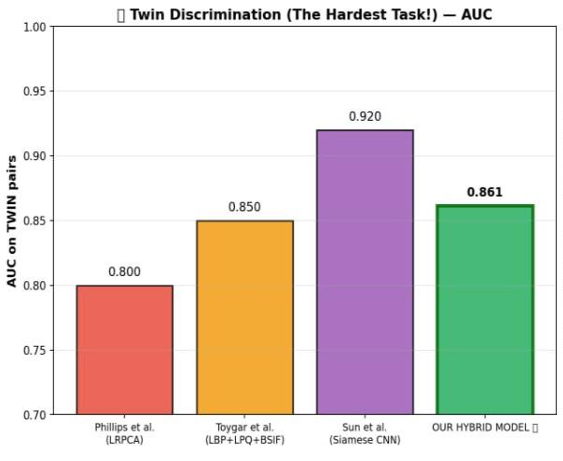 Twin Discrimination (The Hardest Task!) — AUC
AUC on TWIN pairs
1.00
0.95
0.90
0.85
0.80
0.75
0.70
0.800
0.850
0.920
0.861
Phillips et al.
(LRPCA)
Toygar et al.
(LBP+LPQ+BSIF)
Sun et al.
(Siamese CNN)
OUR HYBRID MODEL